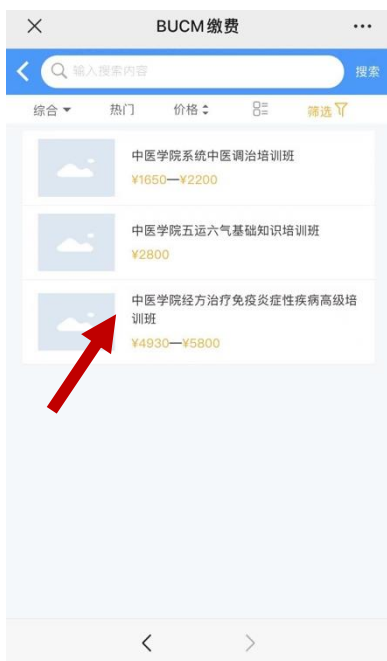 BUCM缴费
输入搜索内容
搜索
综合
热门
价格
筛选
中医学院系统中医调治培训班
¥1650—¥2200
中医学院五运六气基础知识培训班
¥2800
中医学院经方治疗免疫炎症性疾病高级培
训班
¥4930—¥5800